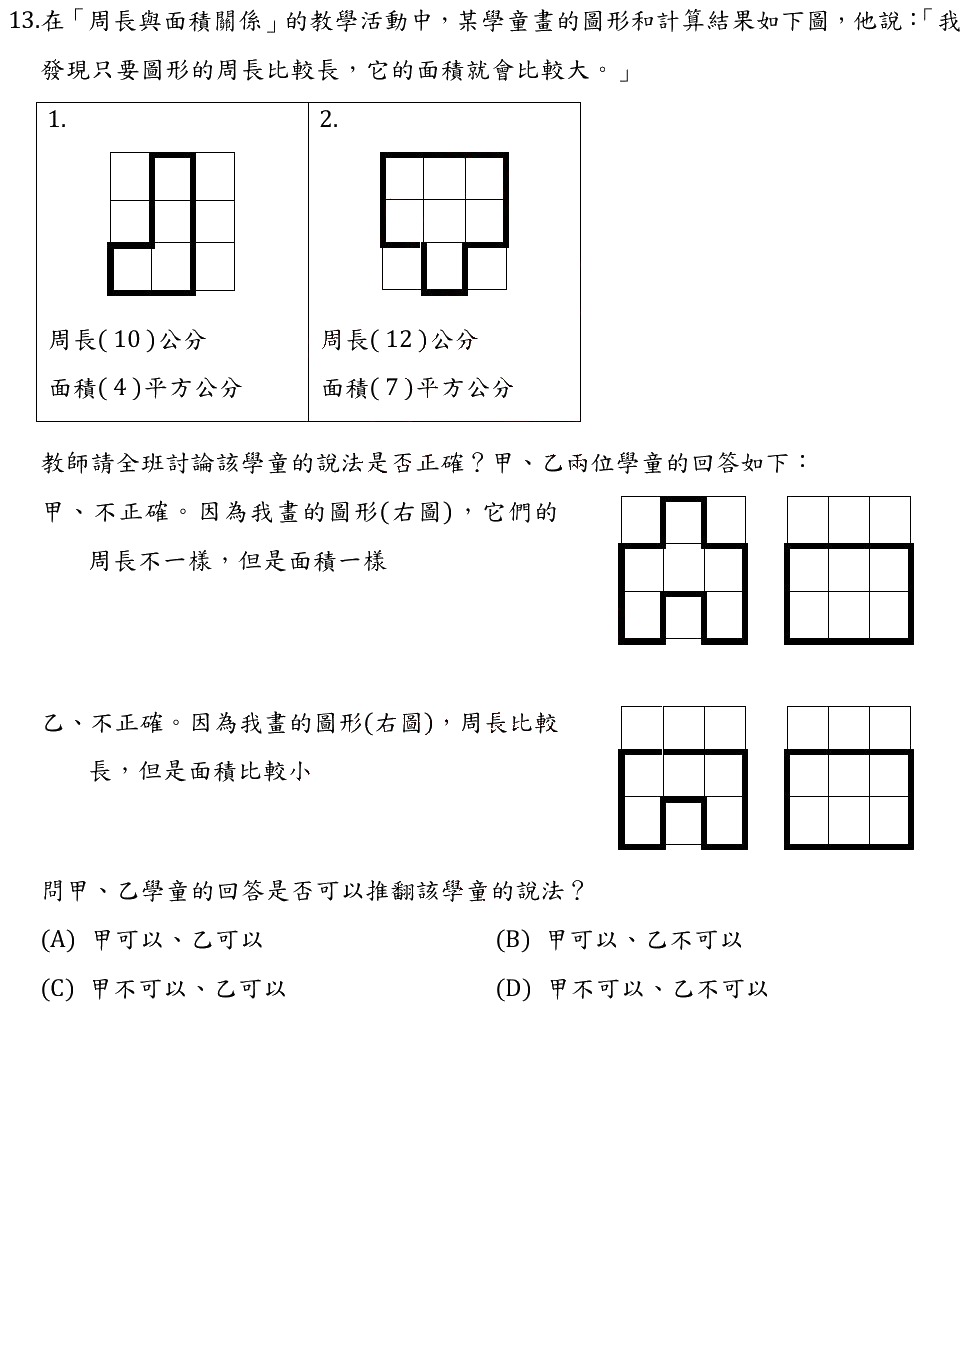 13.在「周長與面積關係」的教學活動中，某學童畫的圖形和計算結果如下圖，他說：「我
發現只要圖形的周長比較長，它的面積就會比較大。」
1.
周長( 10 )公分
面積( 4 )平方公分
2.
周長( 12 )公分
面積( 7 )平方公分
教師請全班討論該學童的說法是否正確？甲、乙兩位學童的回答如下：
甲、不正確。因為我畫的圖形(右圖)，它們的
周長不一樣，但是面積一樣
乙、不正確。因為我畫的圖形(右圖)，周長比較
長，但是面積比較小
問甲、乙學童的回答是否可以推翻該學童的說法？
(A) 甲可以、乙可以
(B) 甲可以、乙不可以
(C) 甲不可以、乙可以
(D) 甲不可以、乙不可以